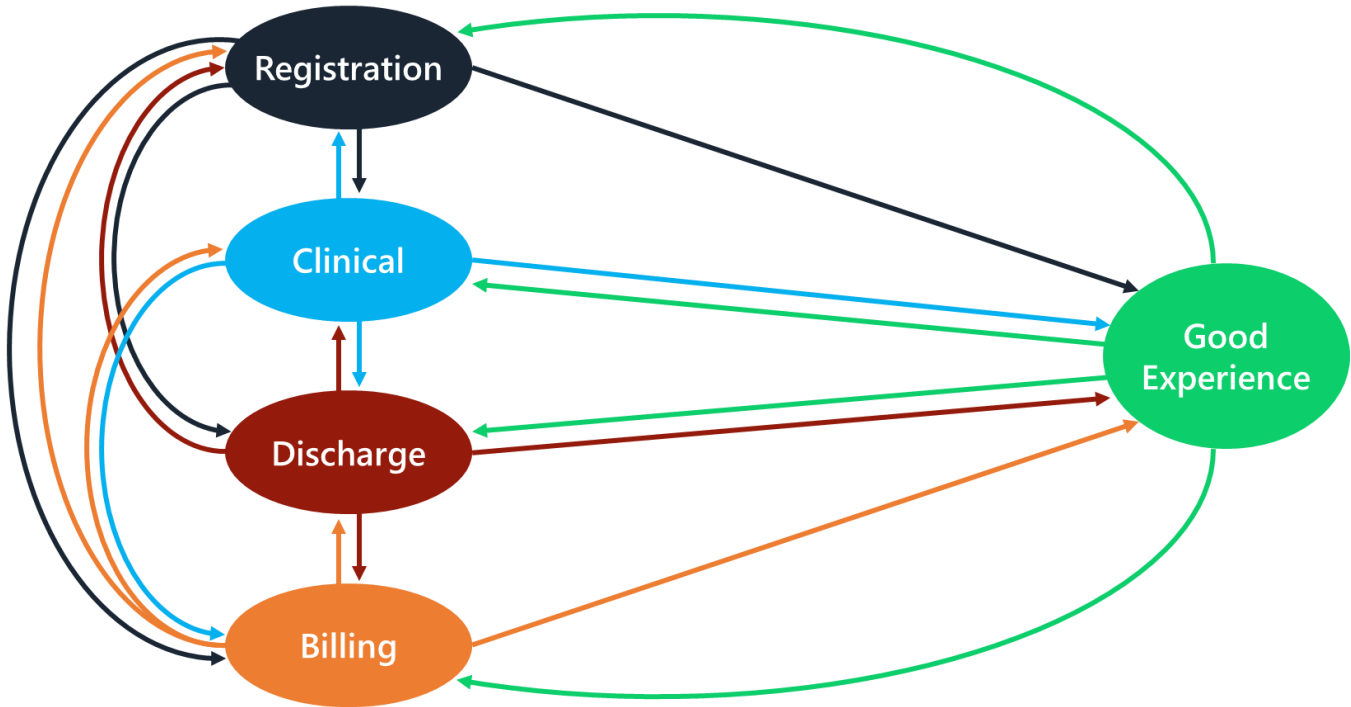 Registration
Clinical
Good
Experience
Discharge
Billing